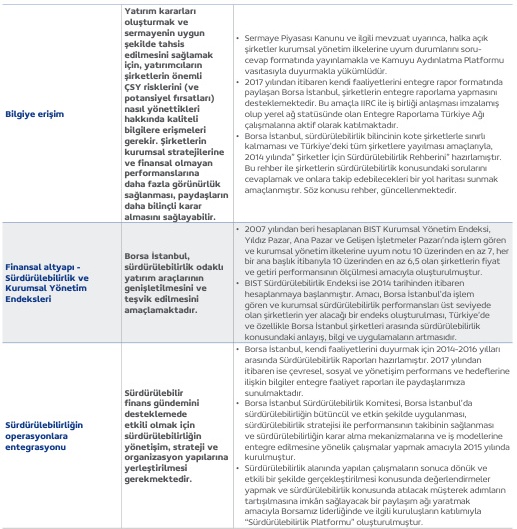 Bilgiye erişim
Yatırım kararları
oluşturmak ve
sermayenin uygun
şekilde tahsis
edilmesini sağlamak
için, yatırımcıların
şirketlerin önemli
ÇSY risklerini (ve
potansiyel fırsatları)
nasıl yönettikleri
hakkında kaliteli
bilgilere erişmeleri
gerekir. Şirketlerin
kurumsal stratejilerine
ve finansal olmayan
performanslarına
daha fazla görünürlük
sağlanması, paydaşların
daha bilinçli karar
almasını sağlayabilir.
• Sermaye Piyasası Kanunu ve ilgili mevzuat uyarınca, halka açık
şirketler kurumsal yönetim ilkelerine uyum durumlarını soru-
cevap formatında yayınlamakla ve Kamuyu Aydınlatma Platformu
vasıtasıyla duyurmakla yükümlüdür.
• 2017 yılından itibaren kendi faaliyetlerini entegre rapor formatında
paylaşan Borsa İstanbul, şirketlerin entegre raporlama yapmasını
desteklemektedir. Bu amaçla IIRC ile iş birliği anlaşması imzalamış
olup yerel ağ statüsünde olan Entegre Raporlama Türkiye Ağı
çalışmalarına aktif olarak katılmaktadır.
• Borsa İstanbul, sürdürülebilirlik bilincinin kote şirketlerle sınırlı
kalmaması ve Türkiye'deki tüm şirketlere yayılması amaçlarıyla,
2014 yılında" Şirketler İçin Sürdürülebilirlik Rehberini" hazırlamıştır.
Bu rehber ile şirketlerin sürdürülebilirlik konusundaki sorularını
cevaplamak ve onlara takip edebilecekleri bir yol haritası sunmak
amaçlanmıştır. Söz konusu rehber, güncellenmektedir.
Finansal altyapı -
Sürdürülebilirlik ve
Kurumsal Yönetim
Endeksleri
Borsa İstanbul,
sürdürülebilirlik odaklı
yatırım araçlarının
genişletilmesini ve
teşvik edilmesini
amaçlamaktadır.
• 2007 yılından beri hesaplanan BIST Kurumsal Yönetim Endeksi,
Yıldız Pazar, Ana Pazar ve Gelişen İşletmeler Pazarı'nda işlem gören
ve kurumsal yönetim ilkelerine uyum notu 10 üzerinden en az 7, her
bir ana başlık itibarıyla 10 üzerinden en az 6,5 olan şirketlerin fiyat
ve getiri performansının ölçülmesi amacıyla oluşturulmuştur.
• BIST Sürdürülebilirlik Endeksi ise 2014 tarihinden itibaren
hesaplanmaya başlanmıştır. Amacı, Borsa İstanbul'da işlem
gören ve kurumsal sürdürülebilirlik performansları üst seviyede
olan şirketlerin yer alacağı bir endeks oluşturulması, Türkiye'de
ve özellikle Borsa İstanbul şirketleri arasında sürdürülebilirlik
konusundaki anlayış, bilgi ve uygulamaların artmasıdır.
Sürdürülebilirliğin
operasyonlara
entegrasyonu
Sürdürülebilir
finans gündemini
desteklemede
etkili olmak için
sürdürülebilirliğin
yönetim, strateji ve
organizasyon yapılarına
yerleştirilmesi
gerekmektedir.
• Borsa İstanbul, kendi faaliyetlerini duyurmak için 2014-2016 yılları
arasında Sürdürülebilirlik Raporları hazırlamıştır. 2017 yılından
itibaren ise çevresel, sosyal ve yönetişim performans ve hedeflerine
ilişkin bilgiler entegre faaliyet raporları ile paydaşlarımıza
sunulmaktadır.
• Borsa İstanbul Sürdürülebilirlik Komitesi, Borsa İstanbul'da
sürdürülebilirliğin bütüncül ve etkin şekilde uygulanması,
sürdürülebilirlik stratejisi ile performansının takibinin sağlanması
ve sürdürülebilirliğin karar alma mekanizmalarına ve iş modellerine
entegre edilmesine yönelik çalışmalar yapmak amacıyla 2015 yılında
kurulmuştur.
• Sürdürülebilirlik alanında yapılan çalışmaların sonuca dönük ve
etkili bir şekilde gerçekleştirilmesi konusunda değerlendirmeler
yapmak ve sürdürülebilirlik konusunda atılacak müşterek adımların
tartışılmasına imkân sağlayacak bir paylaşım ağı yaratmak
amacıyla Borsamız liderliğinde ve ilgili kuruluşların katılımıyla
"Sürdürülebilirlik Platformu" oluşturulmuştur.